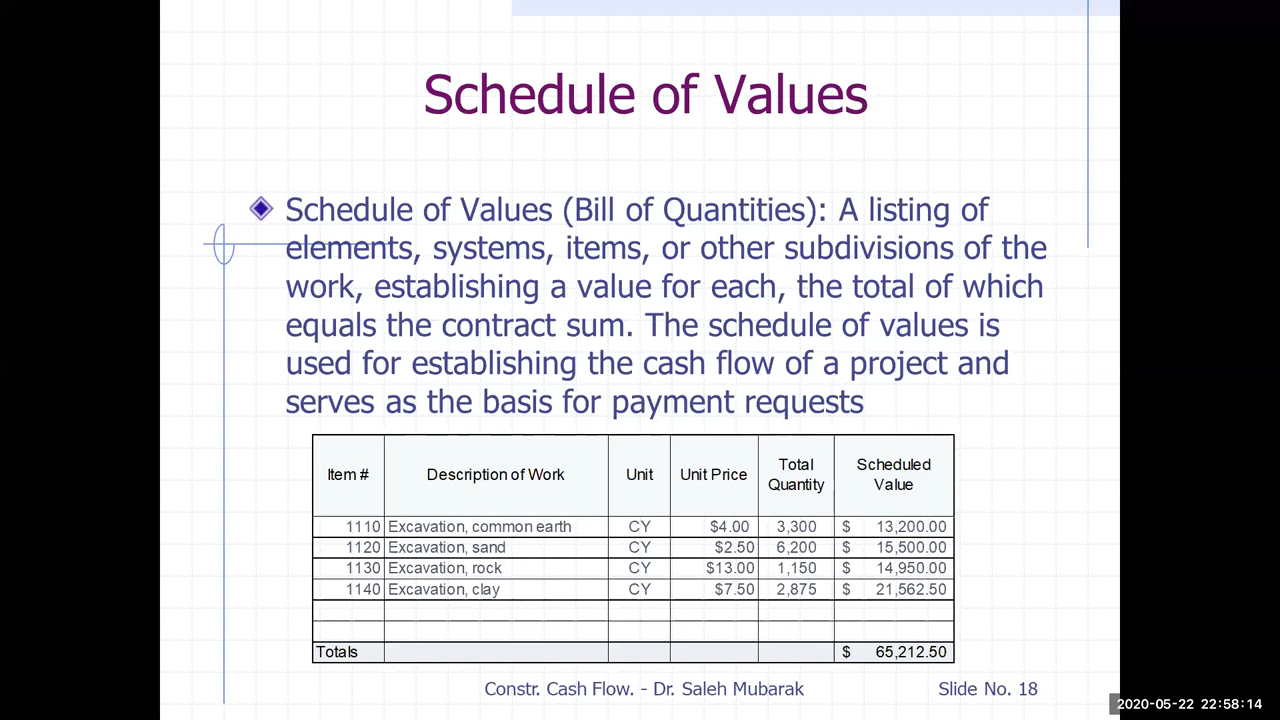 Schedule of Values
Schedule of Values (Bill of Quantities): A listing of
elements, systems, items, or other subdivisions of the
work, establishing a value for each, the total of which
equals the contract sum. The schedule of values is
used for establishing the cash flow of a project and
serves as the basis for payment requests
Item # Description of Work Unit Unit Price Total Quantity Scheduled Value
1110 Excavation, common earth CY $4.00 3,300 $ 13,200.00
1120 Excavation, sand CY $2.50 6,200 $ 15,500.00
1130 Excavation, rock CY $13.00 1,150 $ 14,950.00
1140 Excavation, clay CY $7.50 2,875 $ 21,562.50
Totals $ 65,212.50
Constr. Cash Flow. - Dr. Saleh Mubarak Slide No. 18
2020-05-22 22:58:14